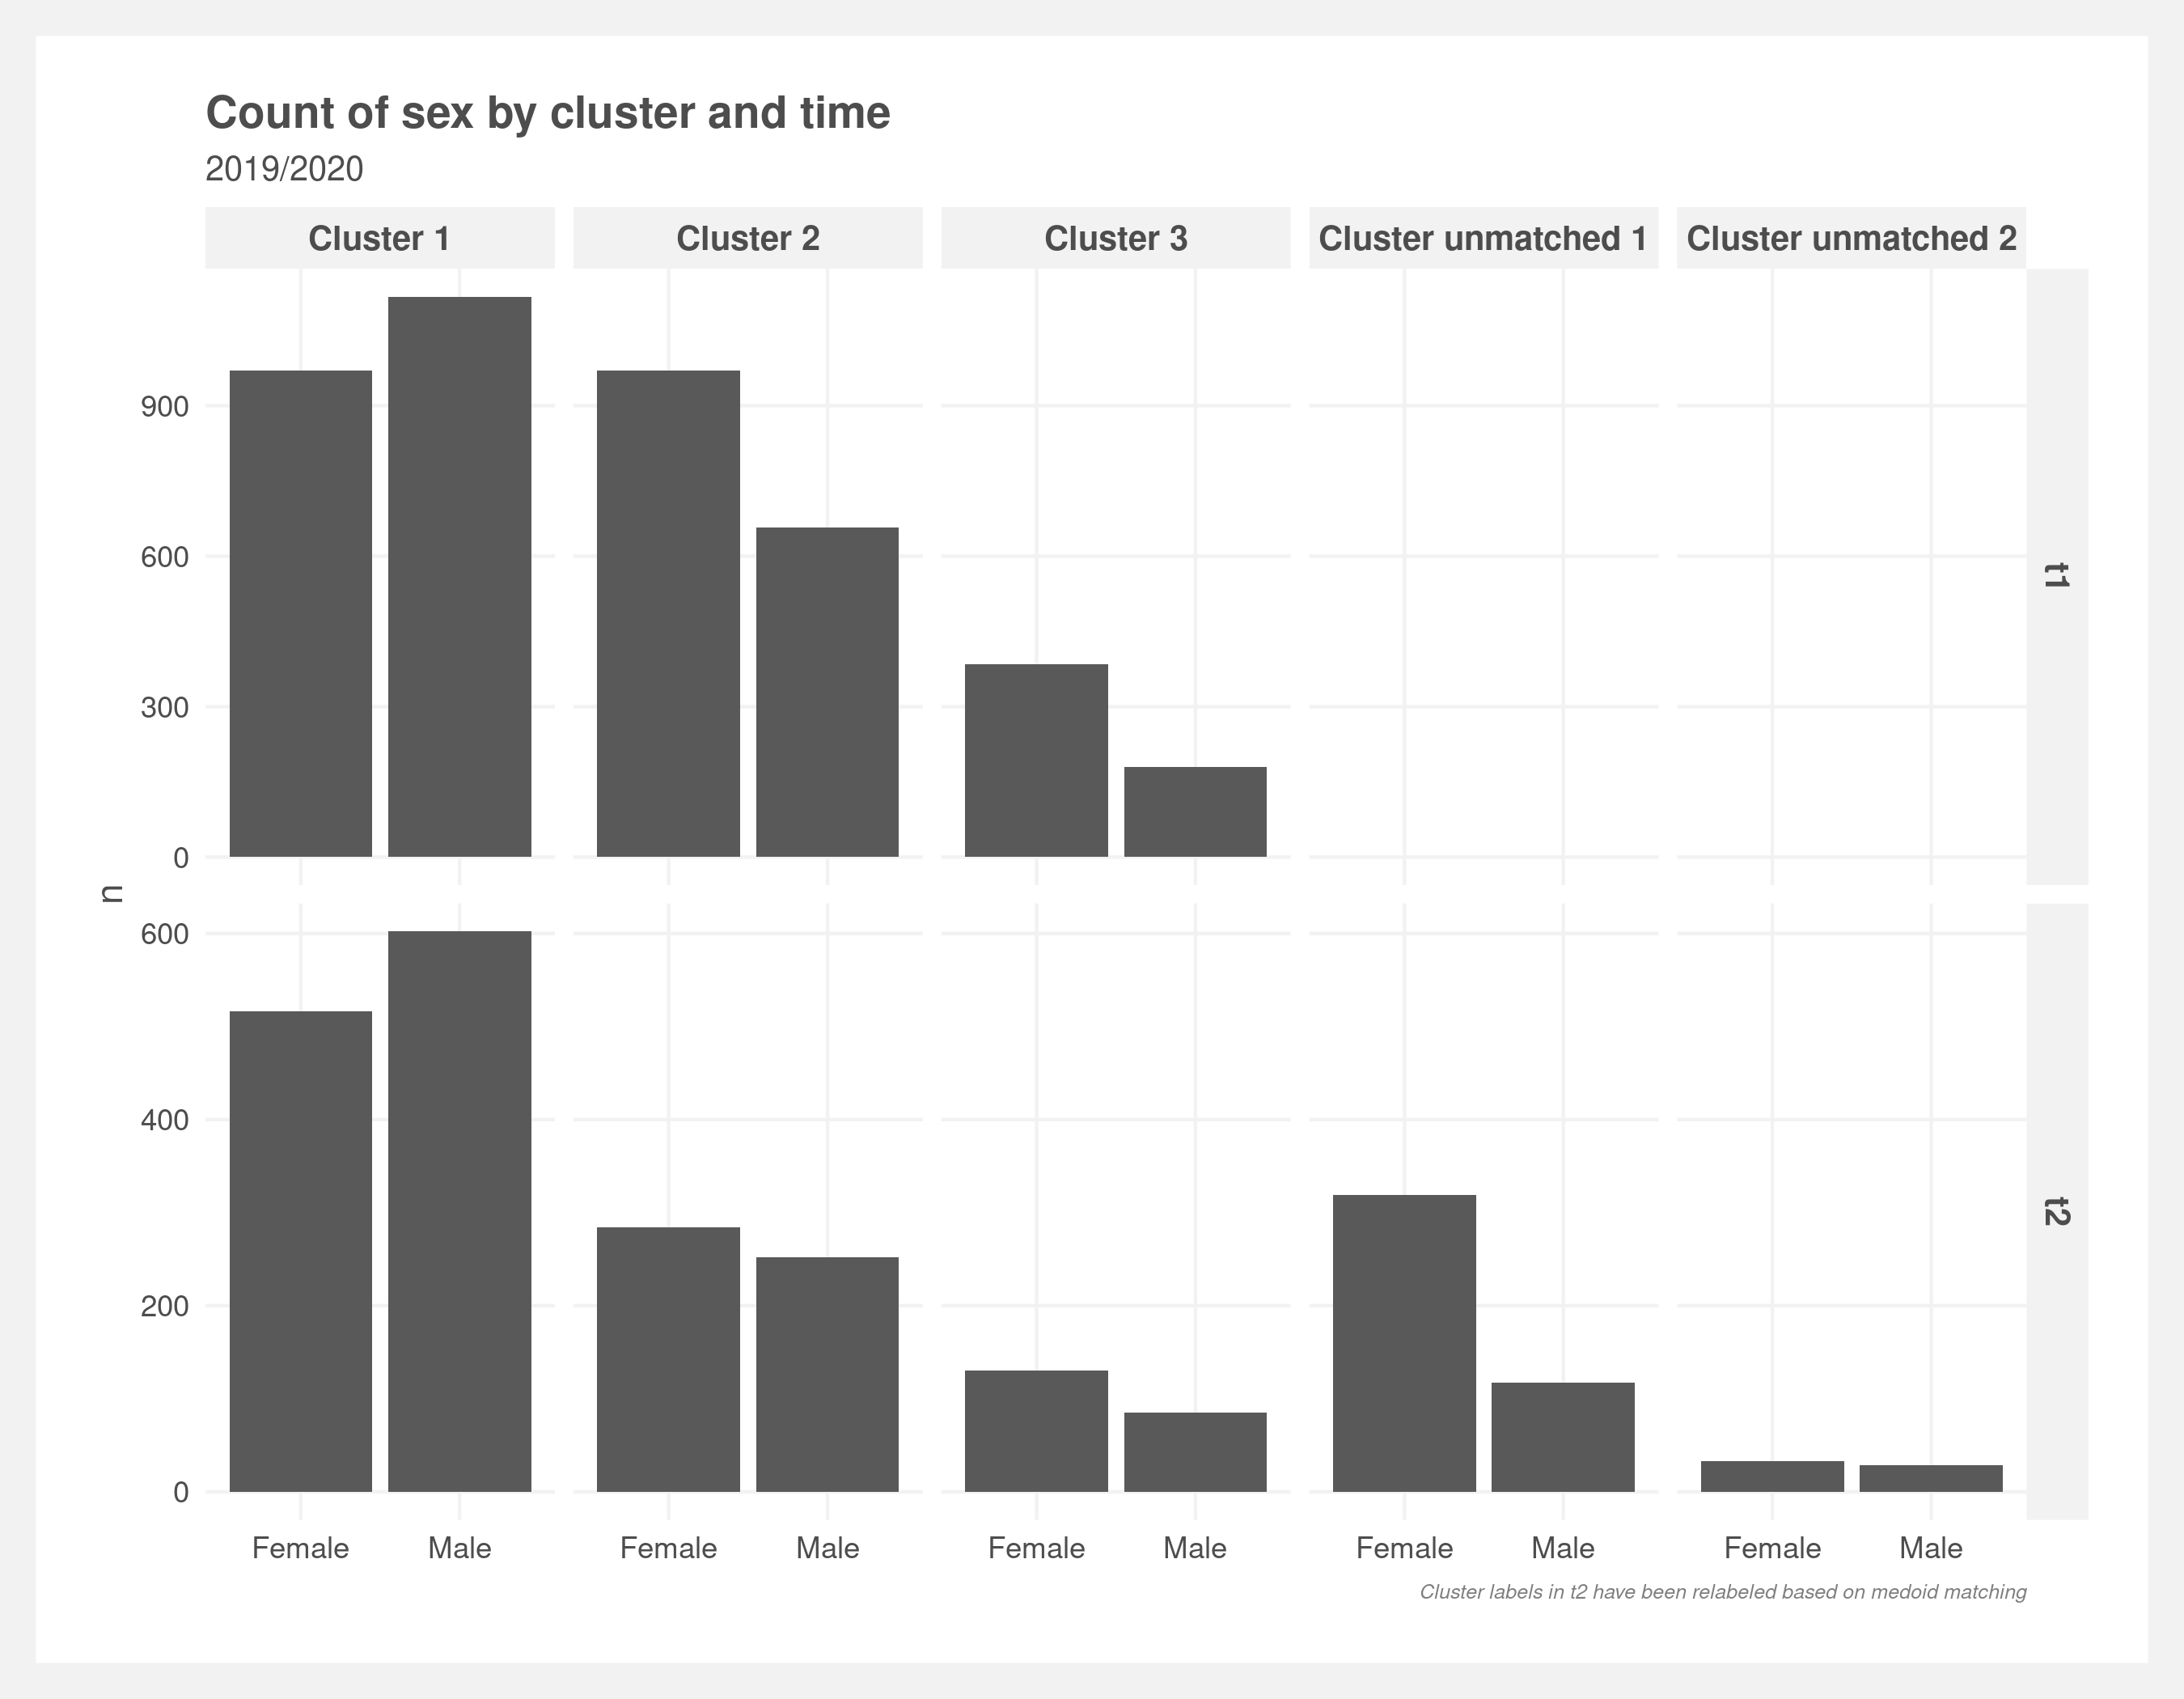 Count of sex by cluster and time
2019/2020
Cluster 1 Cluster 2 Cluster 3 Cluster unmatched 1 Cluster unmatched 2
900
600
300
0
t1
n
600
400
200
0
t2
Female Male Female Male Female Male Female Male Female Male
Cluster labels in t2 have been relabeled based on medoid matching